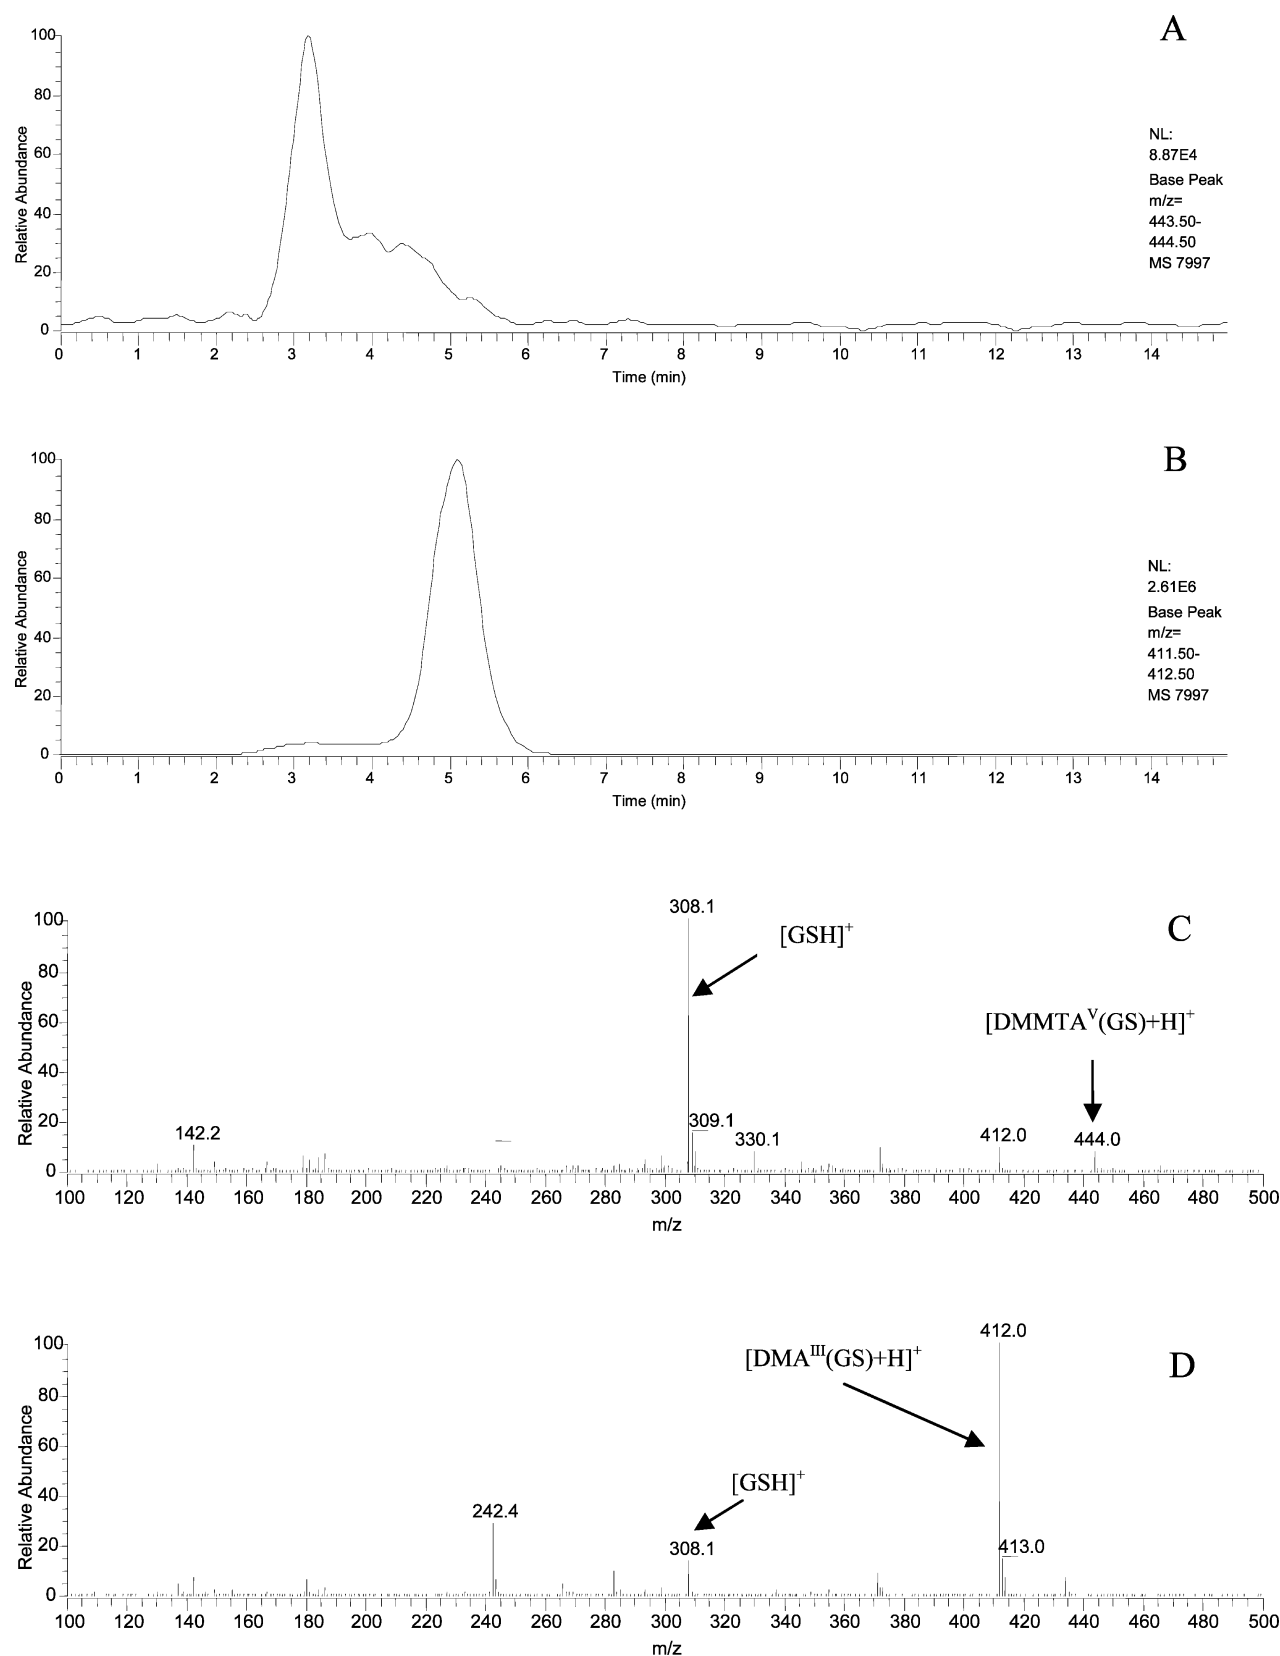 A
100
80
60
40
20
0
Relative Abundance
NL:
8.87E4
Base Peak
m/z=
443.50-
444.50
MS 7997
0 1 2 3 4 5 6 7 8 9 10 11 12 13 14
Time (min)
B
100
80
60
40
20
0
Relative Abundance
NL:
2.61E6
Base Peak
m/z=
411.50-
412.50
MS 7997
0 1 2 3 4 5 6 7 8 9 10 11 12 13 14
Time (min)
C
100
80
60
40
20
0
Relative Abundance
308.1
[GSH]⁺
[DMMTAⱽ(GS)+H]⁺
142.2
309.1
330.1
412.0
444.0
100 120 140 160 180 200 220 240 260 280 300 320 340 360 380 400 420 440 460 480 500
m/z
D
100
80
60
40
20
0
Relative Abundance
412.0
[DMAᴵᴵᴵ(GS)+H]⁺
[GSH]⁺
242.4
308.1
413.0
100 120 140 160 180 200 220 240 260 280 300 320 340 360 380 400 420 440 460 480 500
m/z